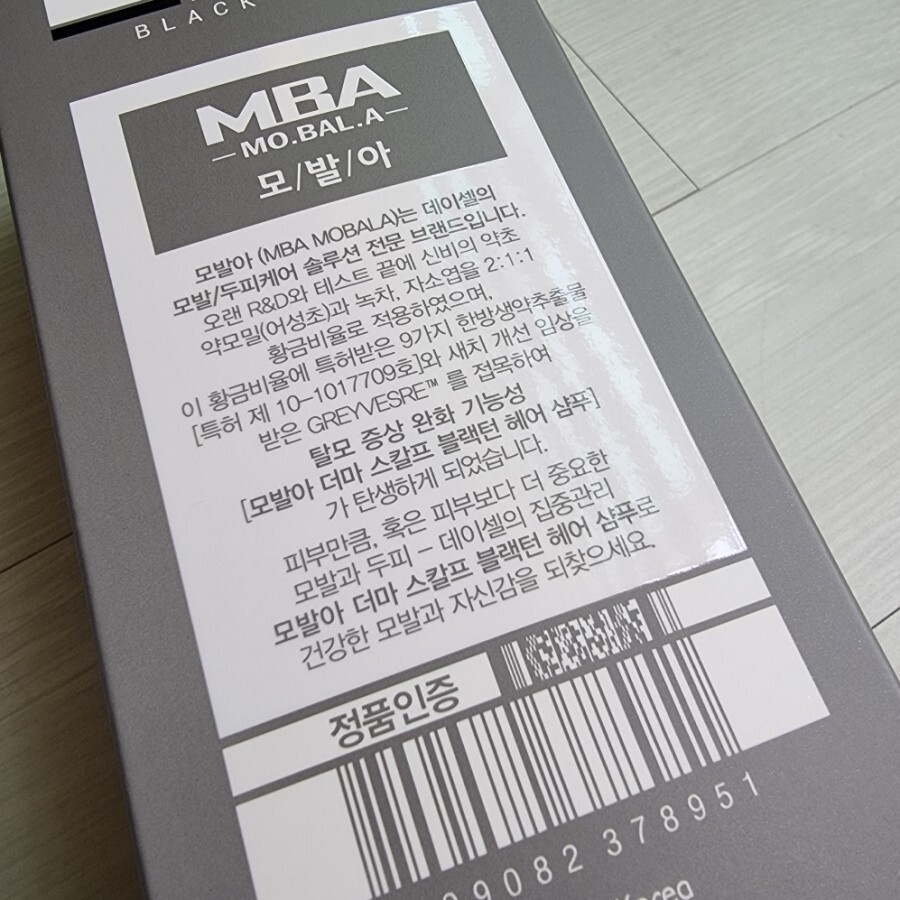 BLACK
MBA
MO.BAL.A
모/발/아
모발아 (MBA MOBALA)는 데이셀의
모발/두피케어 솔루션 전문 브랜드입니다.
오랜 R&D와 테스트 끝에 신비의 약초
약모밀(어성초)과 녹차, 자소엽을 2:1:1
황금비율로 적용하였으며,
이 황금비율에 특허받은 9가지 한방생약추출물
[특허 제 10-1017709호]와 새치 개선 임상을
받은 GREYVESRE™ 를 접목하여
탈모 증상 완화 기능성
[모발아 더마 스칼프 블랙턴 헤어 샴푸]
가 탄생하게 되었습니다.
피부만큼, 혹은 피부보다 더 중요한
모발과 두피 – 데이셀의 집중관리
모발아 더마 스칼프 블랙턴 헤어 샴푸로
건강한 모발과 자신감을 되찾으세요.
정품인증
09082 378951
Korea